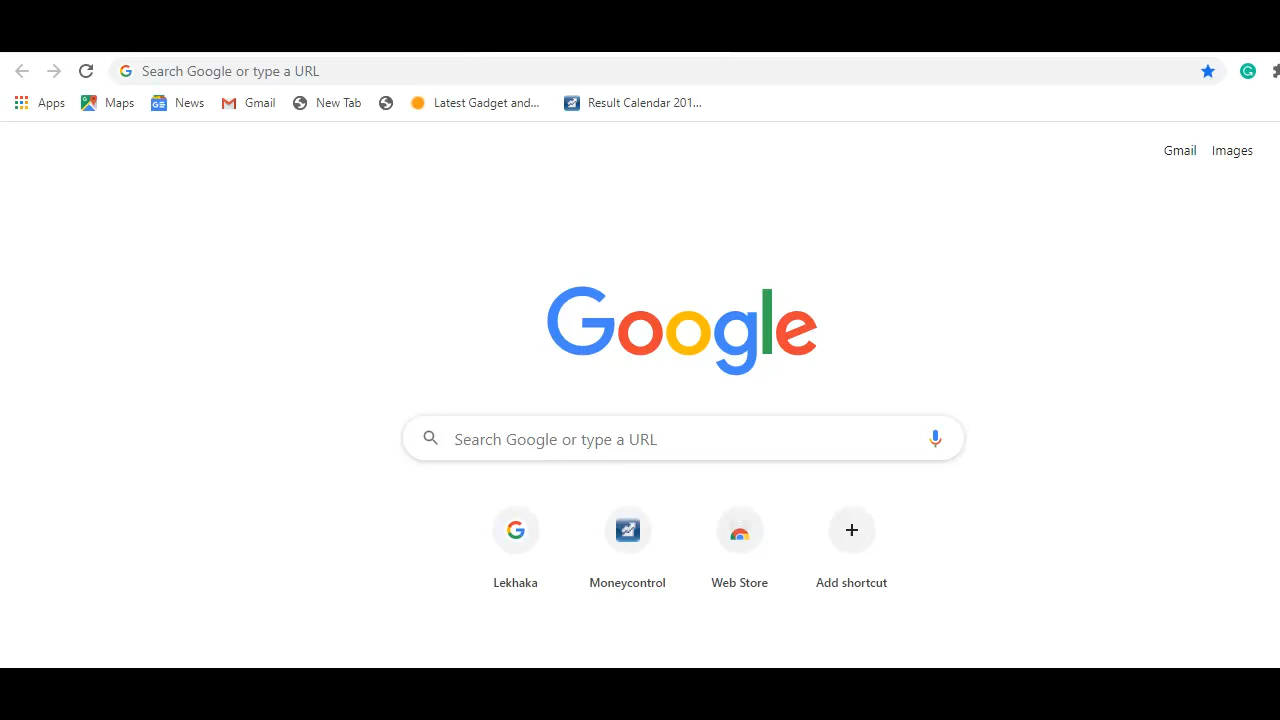 Search Google or type a URL
Apps Maps News Gmail New Tab Latest Gadget and... Result Calendar 201...
Gmail Images
Google
Search Google or type a URL
Lekhaka Moneycontrol Web Store Add shortcut